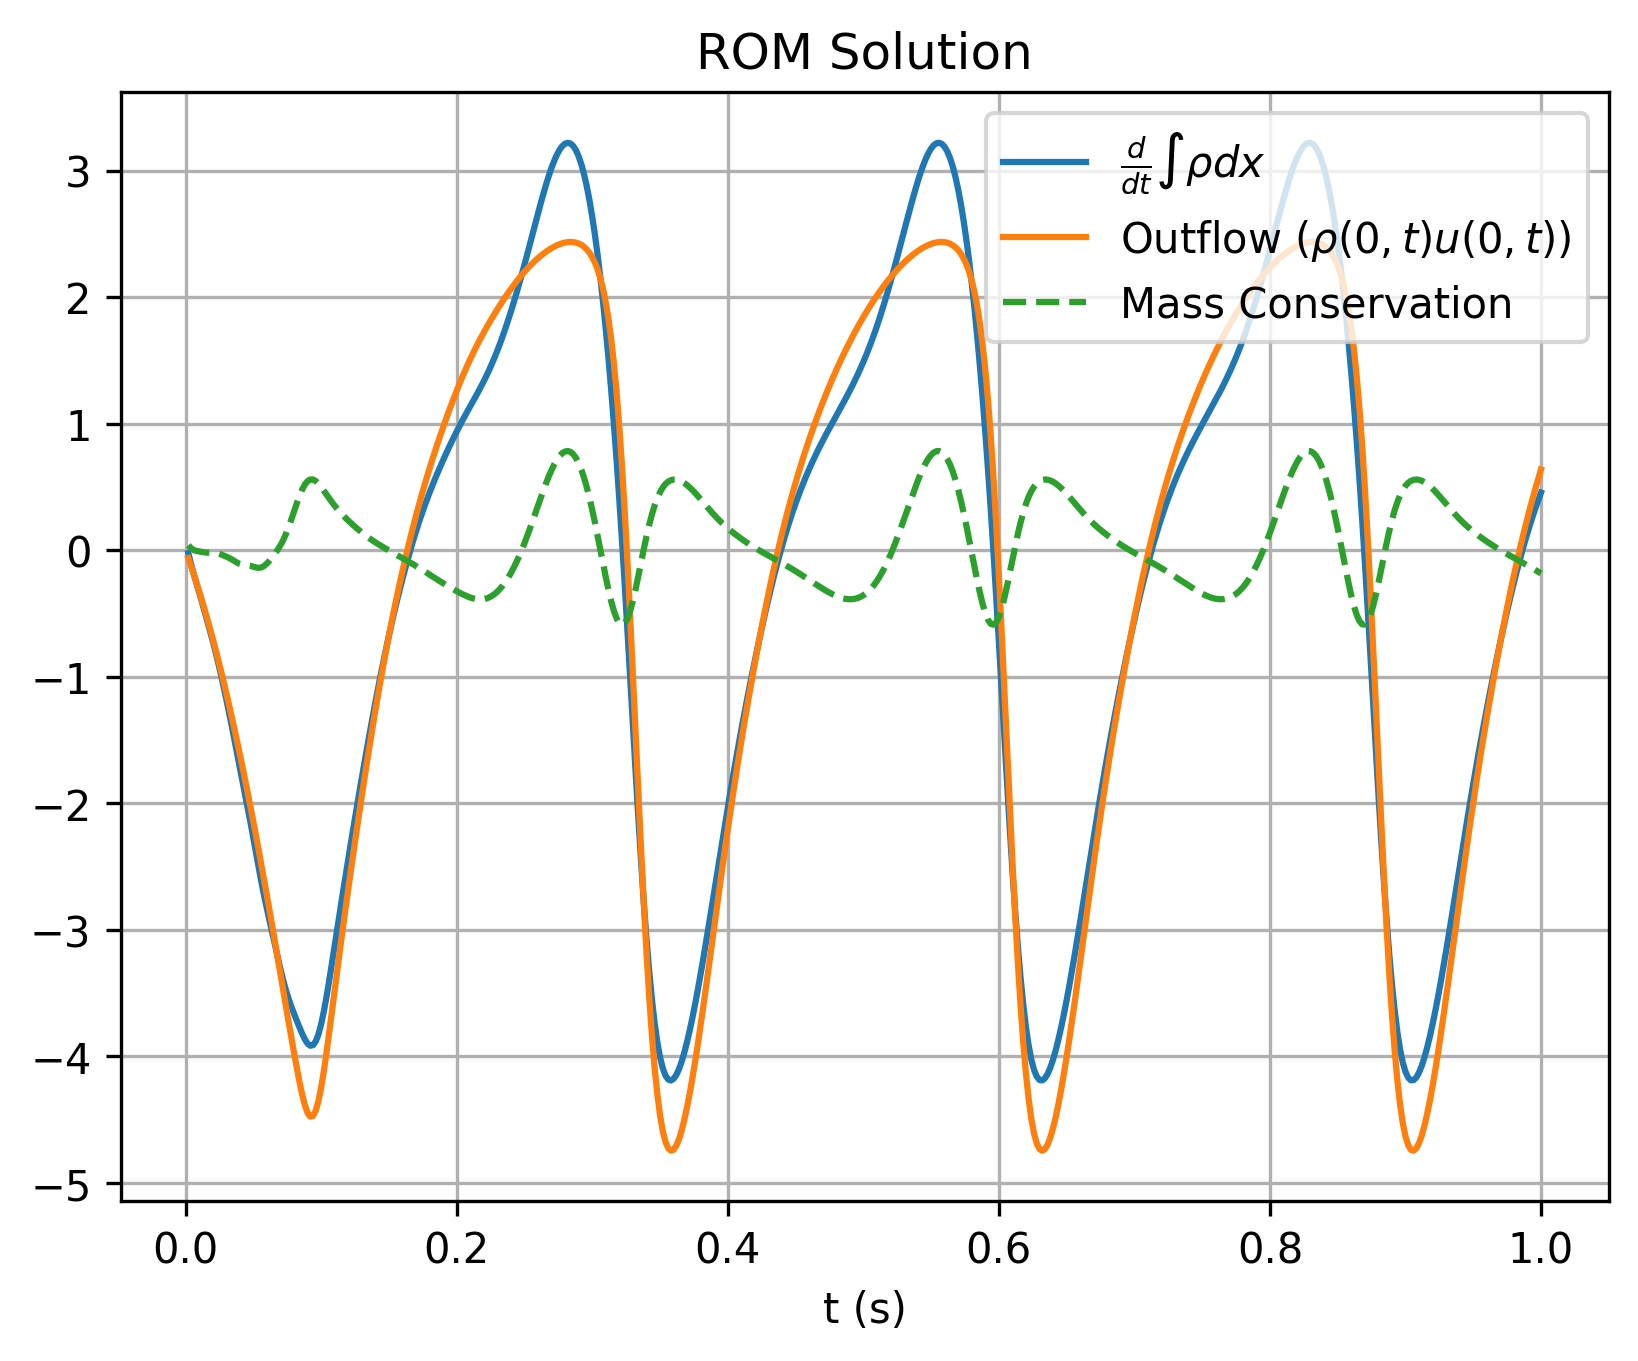 ROM Solution
3
2
1
0
−1
−2
−3
−4
−5
d/dt ∫ρdx
Outflow (ρ(0, t)u(0, t))
Mass Conservation
0.0 0.2 0.4 0.6 0.8 1.0
t (s)